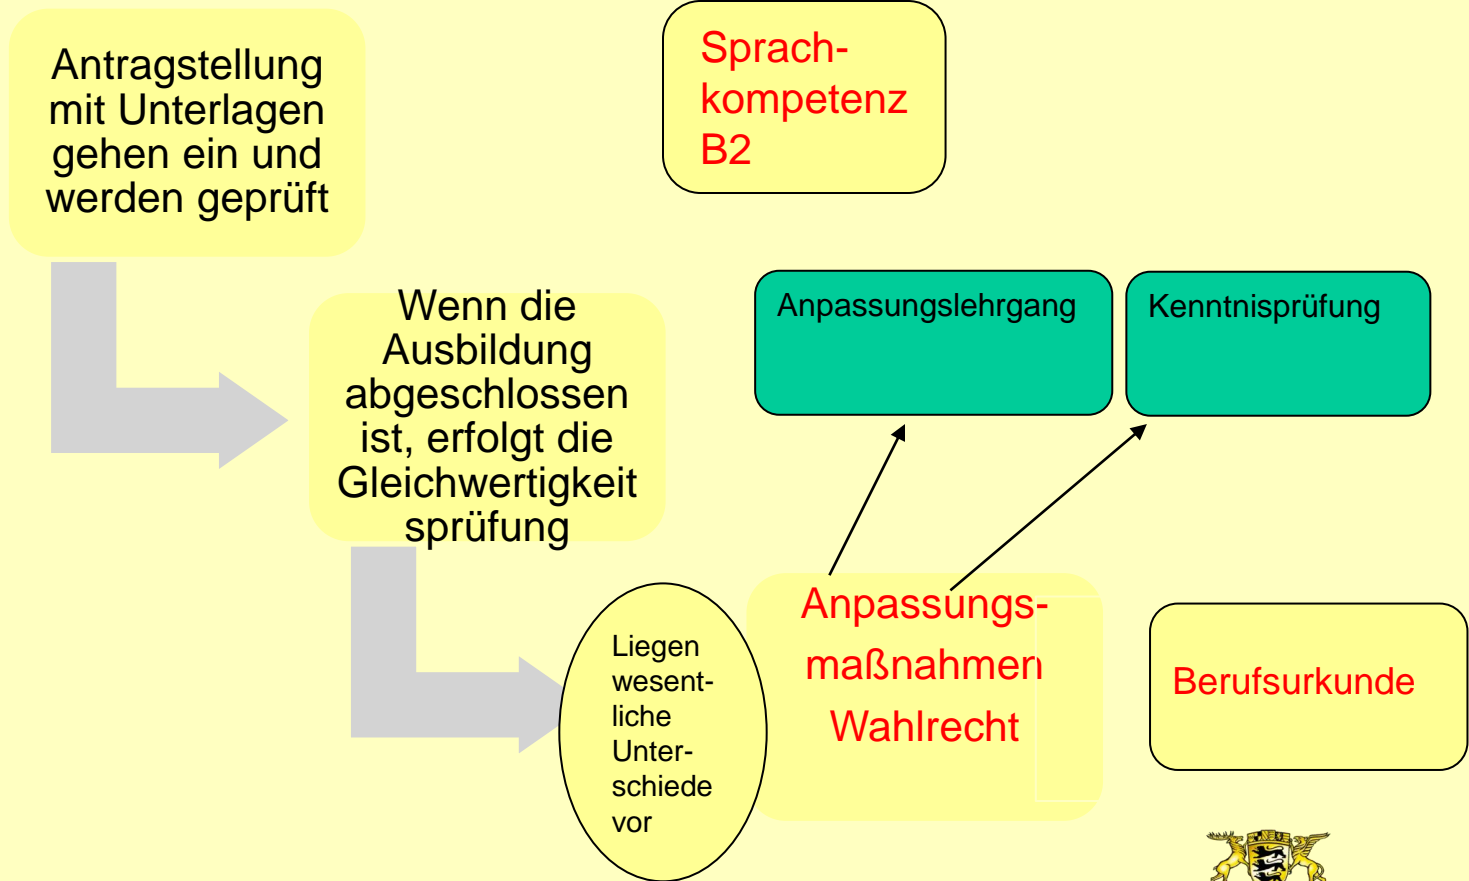 Antragstellung
mit Unterlagen
gehen ein und
werden geprüft
Sprach-
kompetenz
B2
Wenn die
Ausbildung
abgeschlossen
ist, erfolgt die
Gleichwertigkeit
sprüfung
Anpassungslehrgang
Kenntnisprüfung
Liegen
wesent-
liche
Unter-
schiede
vor
Anpassungs-
maßnahmen
Wahlrecht
Berufsurkunde